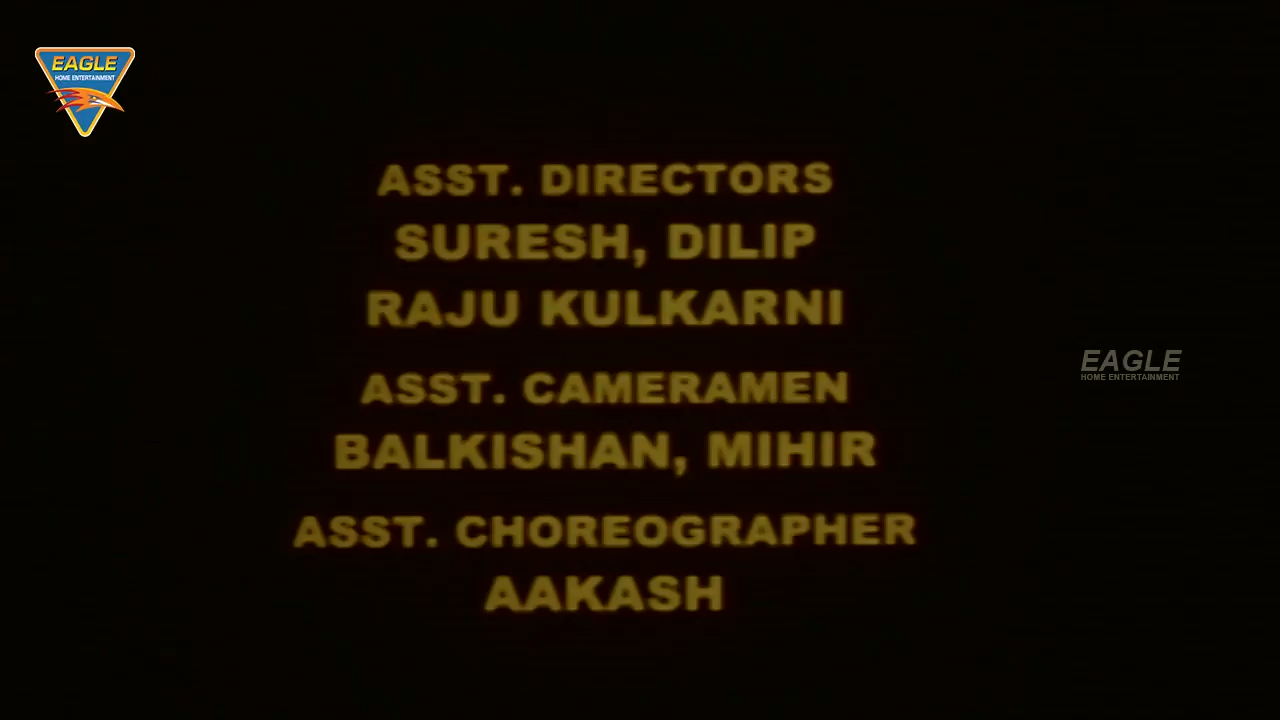 EAGLE
HOME ENTERTAINMENT
ASST. DIRECTORS
SURESH, DILIP
RAJU KULKARNI
EAGLE
HOME ENTERTAINMENT
ASST. CAMERAMEN
BALKISHAN, MIHIR
ASST. CHOREOGRAPHER
AAKASH